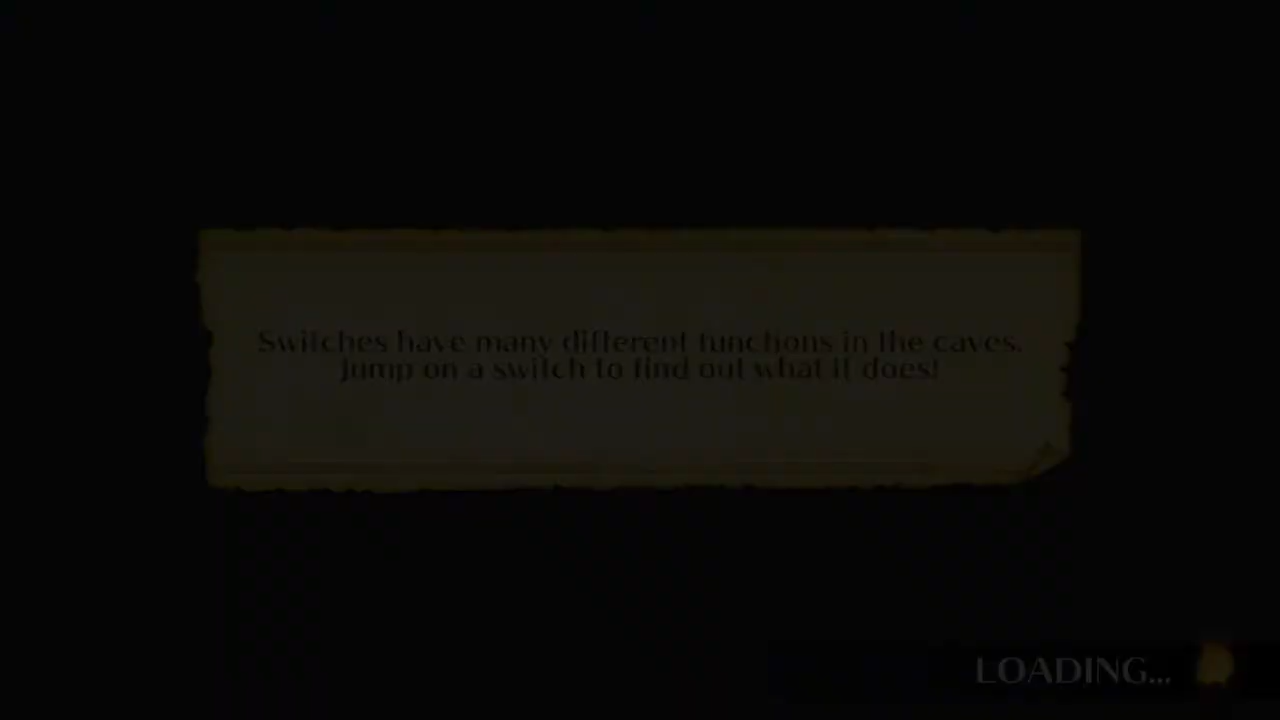 Switches have many different functions in the caves.
Jump on a switch to find out what it does!
LOADING...